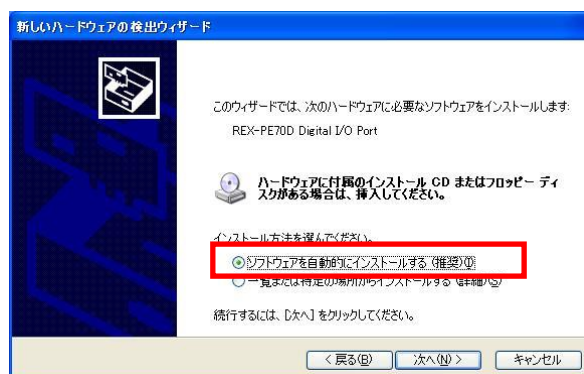 新しいハードウェアの検出ウィザード
このウィザードでは、次のハードウェアに必要なソフトウェアをインストールします:
REX-PE70D Digital I/O Port
ハードウェアに付属のインストール CD またはフロッピー ディ
スクがある場合は、挿入してください。
インストール方法を選んでください。
ソフトウェアを自動的にインストールする (推奨)(I)
一覧または特定の場所からインストールする (詳細)(S)
続行するには、[次へ] をクリックしてください。
< 戻る(B)
次へ(N) >
キャンセル